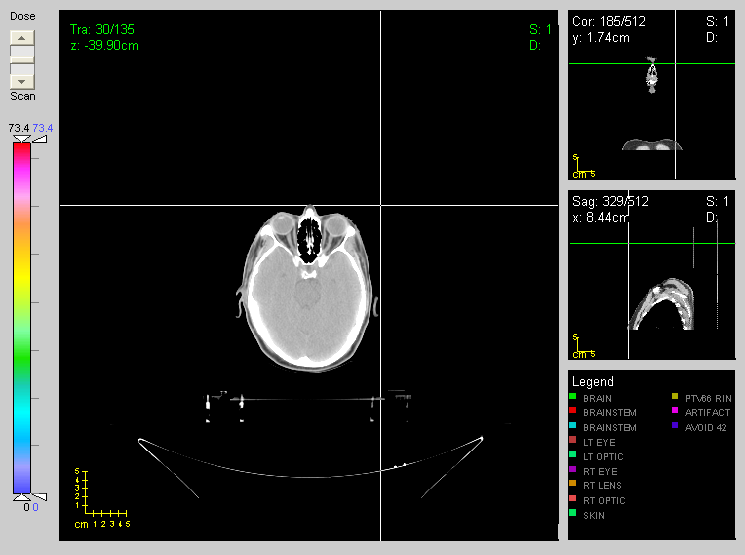 Dose
Scan
73.4 73.4
0 0
Tra: 30/135
z: -39.90cm
S: 1
D:
5
4
3
2
1
cm 1 2 3 4 5
Cor: 185/512
y: 1.74cm
S: 1
D:
s
cm 5
Sag: 329/512
x: 8.44cm
S: 1
D:
s
cm 5
Legend
BRAIN
BRAINSTEM
BRAINSTEM
LT EYE
LT OPTIC
RT EYE
RT LENS
RT OPTIC
SKIN
PTV66 RIN
ARTIFACT
AVOID 42